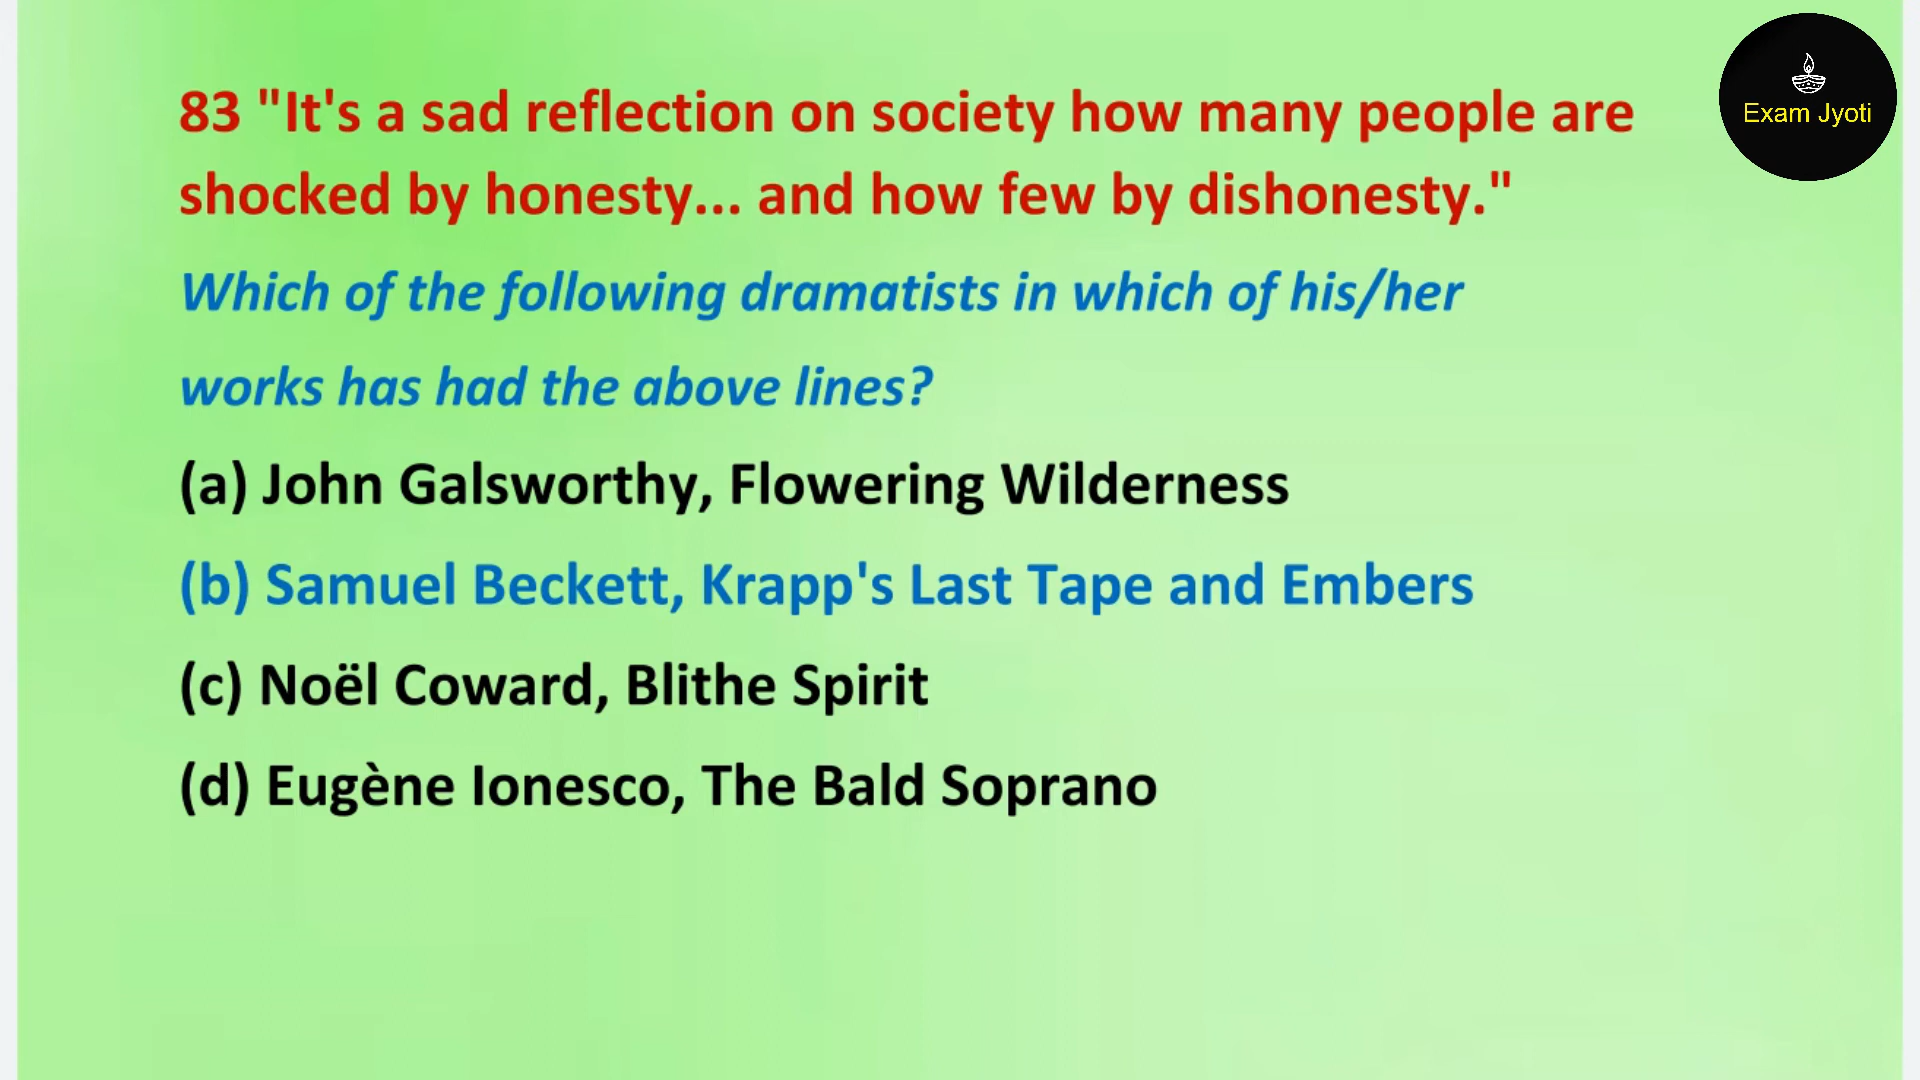 83 "It's a sad reflection on society how many people are
shocked by honesty... and how few by dishonesty."
Which of the following dramatists in which of his/her
works has had the above lines?
(a) John Galsworthy, Flowering Wilderness
(b) Samuel Beckett, Krapp's Last Tape and Embers
(c) Noël Coward, Blithe Spirit
(d) Eugène Ionesco, The Bald Soprano
Exam Jyoti